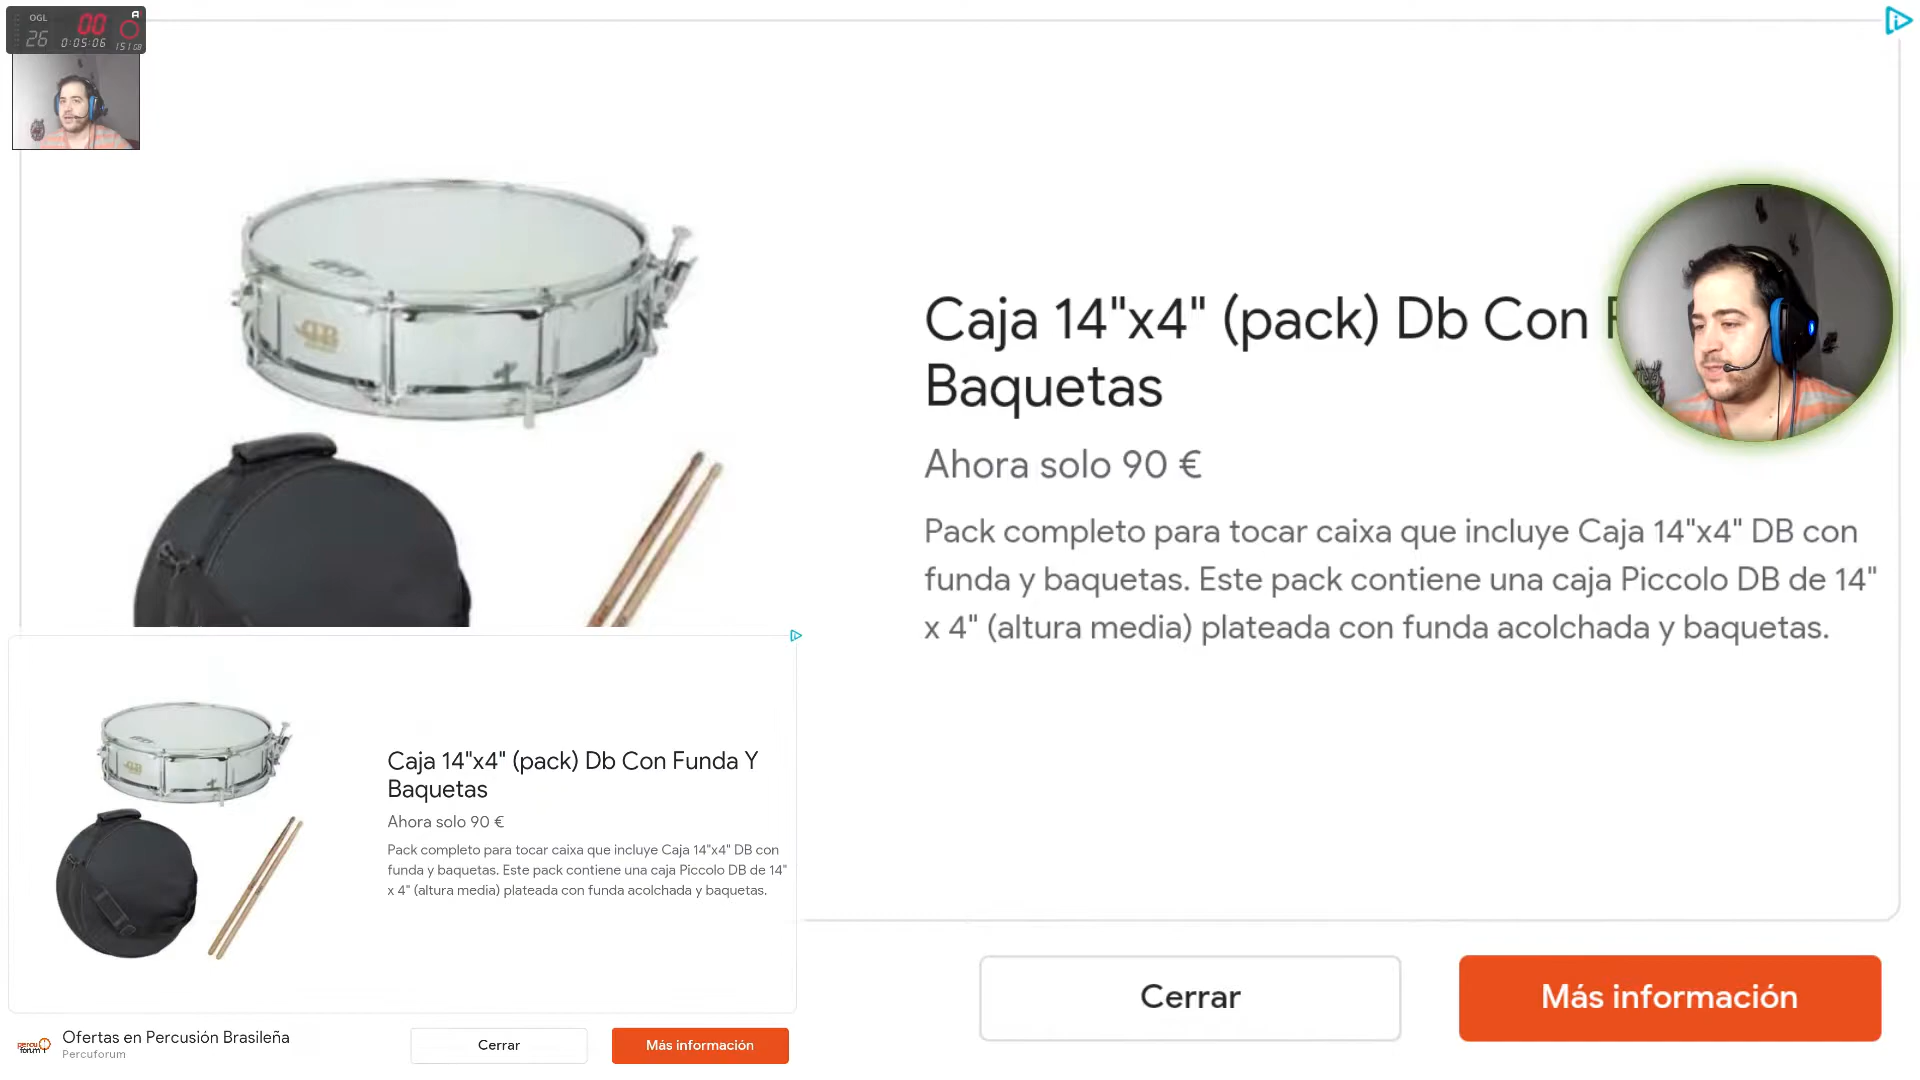 OGL
26
00
0:05:06
A
151 GB
Caja 14"x4" (pack) Db Con
Baquetas
Ahora solo 90 €
Pack completo para tocar caixa que incluye Caja 14"x4" DB con
funda y baquetas. Este pack contiene una caja Piccolo DB de 14"
x 4" (altura media) plateada con funda acolchada y baquetas.
Cerrar
Más información
DB
Caja 14"x4" (pack) Db Con Funda Y
Baquetas
Ahora solo 90 €
Pack completo para tocar caixa que incluye Caja 14"x4" DB con
funda y baquetas. Este pack contiene una caja Piccolo DB de 14"
x 4" (altura media) plateada con funda acolchada y baquetas.
percu
forum
Ofertas en Percusión Brasileña
Percuforum
Cerrar
Más información